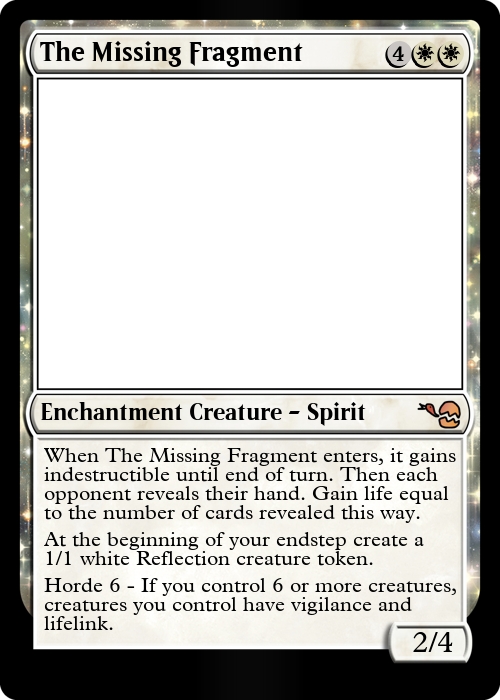 The Missing Fragment 4
Enchantment Creature – Spirit
When The Missing Fragment enters, it gains
indestructible until end of turn. Then each
opponent reveals their hand. Gain life equal
to the number of cards revealed this way.
At the beginning of your endstep create a
1/1 white Reflection creature token.
Horde 6 - If you control 6 or more creatures,
creatures you control have vigilance and
lifelink.
2/4